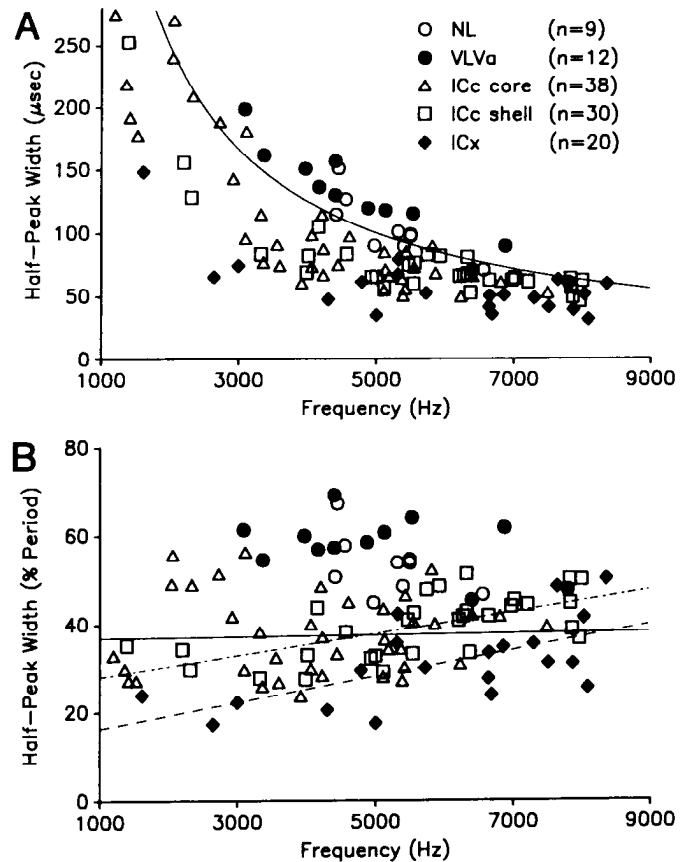 A
Half-Peak Width (µsec)
250
200
150
100
50
0
NL (n=9)
VLVa (n=12)
ICc core (n=38)
ICc shell (n=30)
ICx (n=20)
1000 3000 5000 7000 9000
Frequency (Hz)
B
Half-Peak Width (% Period)
80
60
40
20
0
1000 3000 5000 7000 9000
Frequency (Hz)